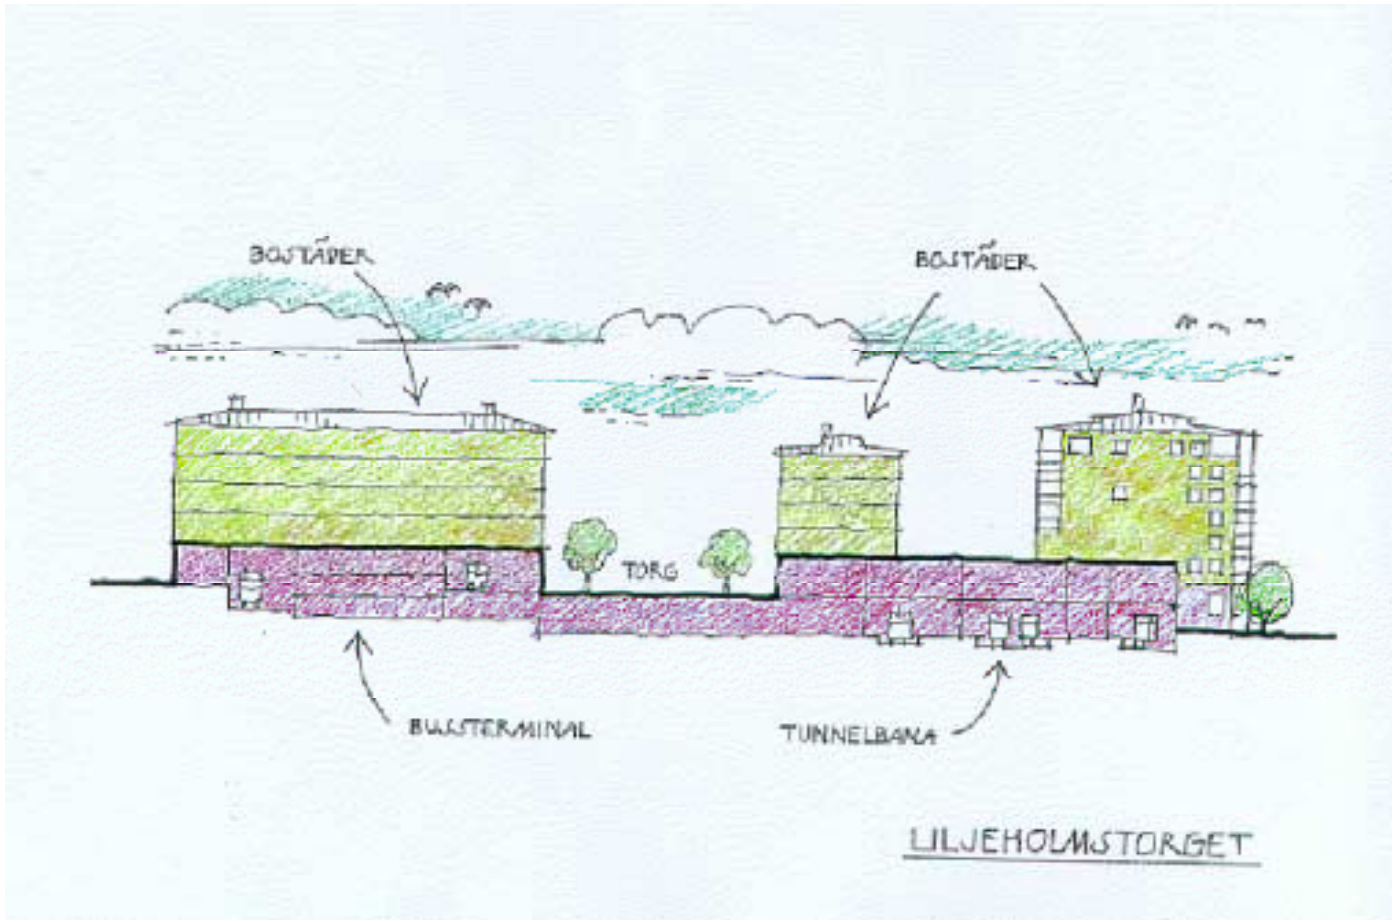 BOSTÄDER
BOSTÄDER
TORG
BUSSTERMINAL
TUNNELBANA
LILJEHOLMSTORGET